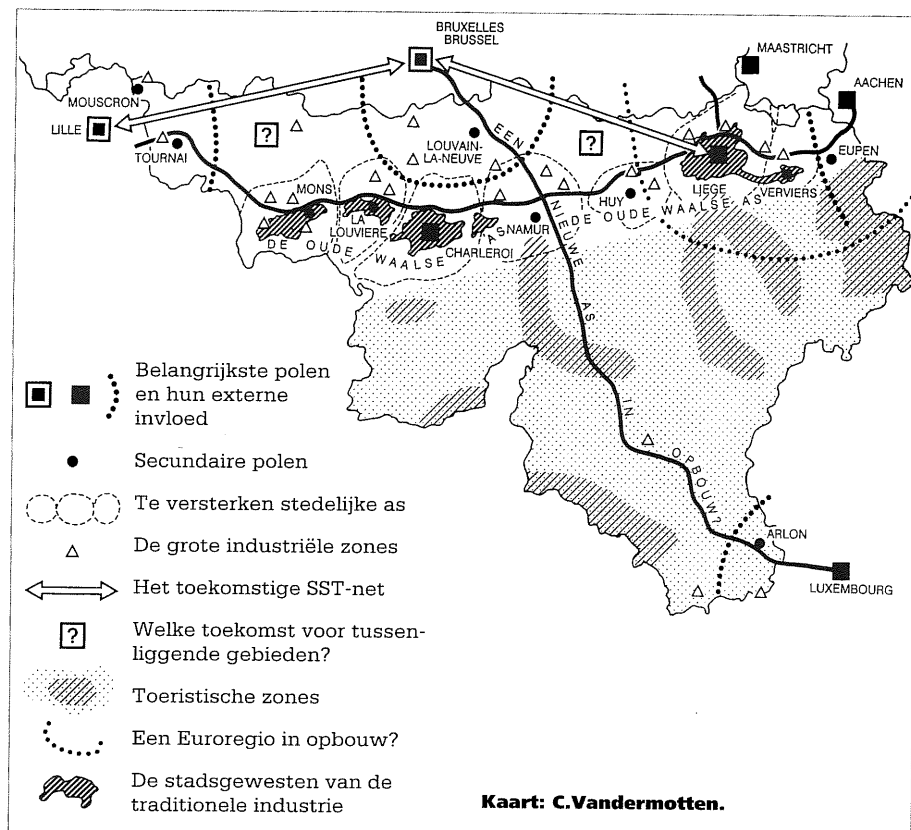 BRUXELLES
BRUSSEL
MAASTRICHT
AACHEN
MOUSCRON
LILLE
TOURNAI
?
LOUVAIN-
LA-NEUVE
?
EUPEN
LIEGE
VERVIERS
MONS
LA
LOUVIERE
CHARLEROI
NAMUR
HUY
DE OUDE WAALSE AS
DE OUDE WAALSE AS
EEN NIEUWE AS IN OPBOUW?
ARLON
LUXEMBOURG
Belangrijkste polen
en hun externe
invloed
Secundaire polen
Te versterken stedelijke as
De grote industriële zones
Het toekomstige SST-net
?
Welke toekomst voor tussen-
liggende gebieden?
Toeristische zones
Een Euroregio in opbouw?
De stadsgewesten van de
traditionele industrie
Kaart: C.Vandermotten.